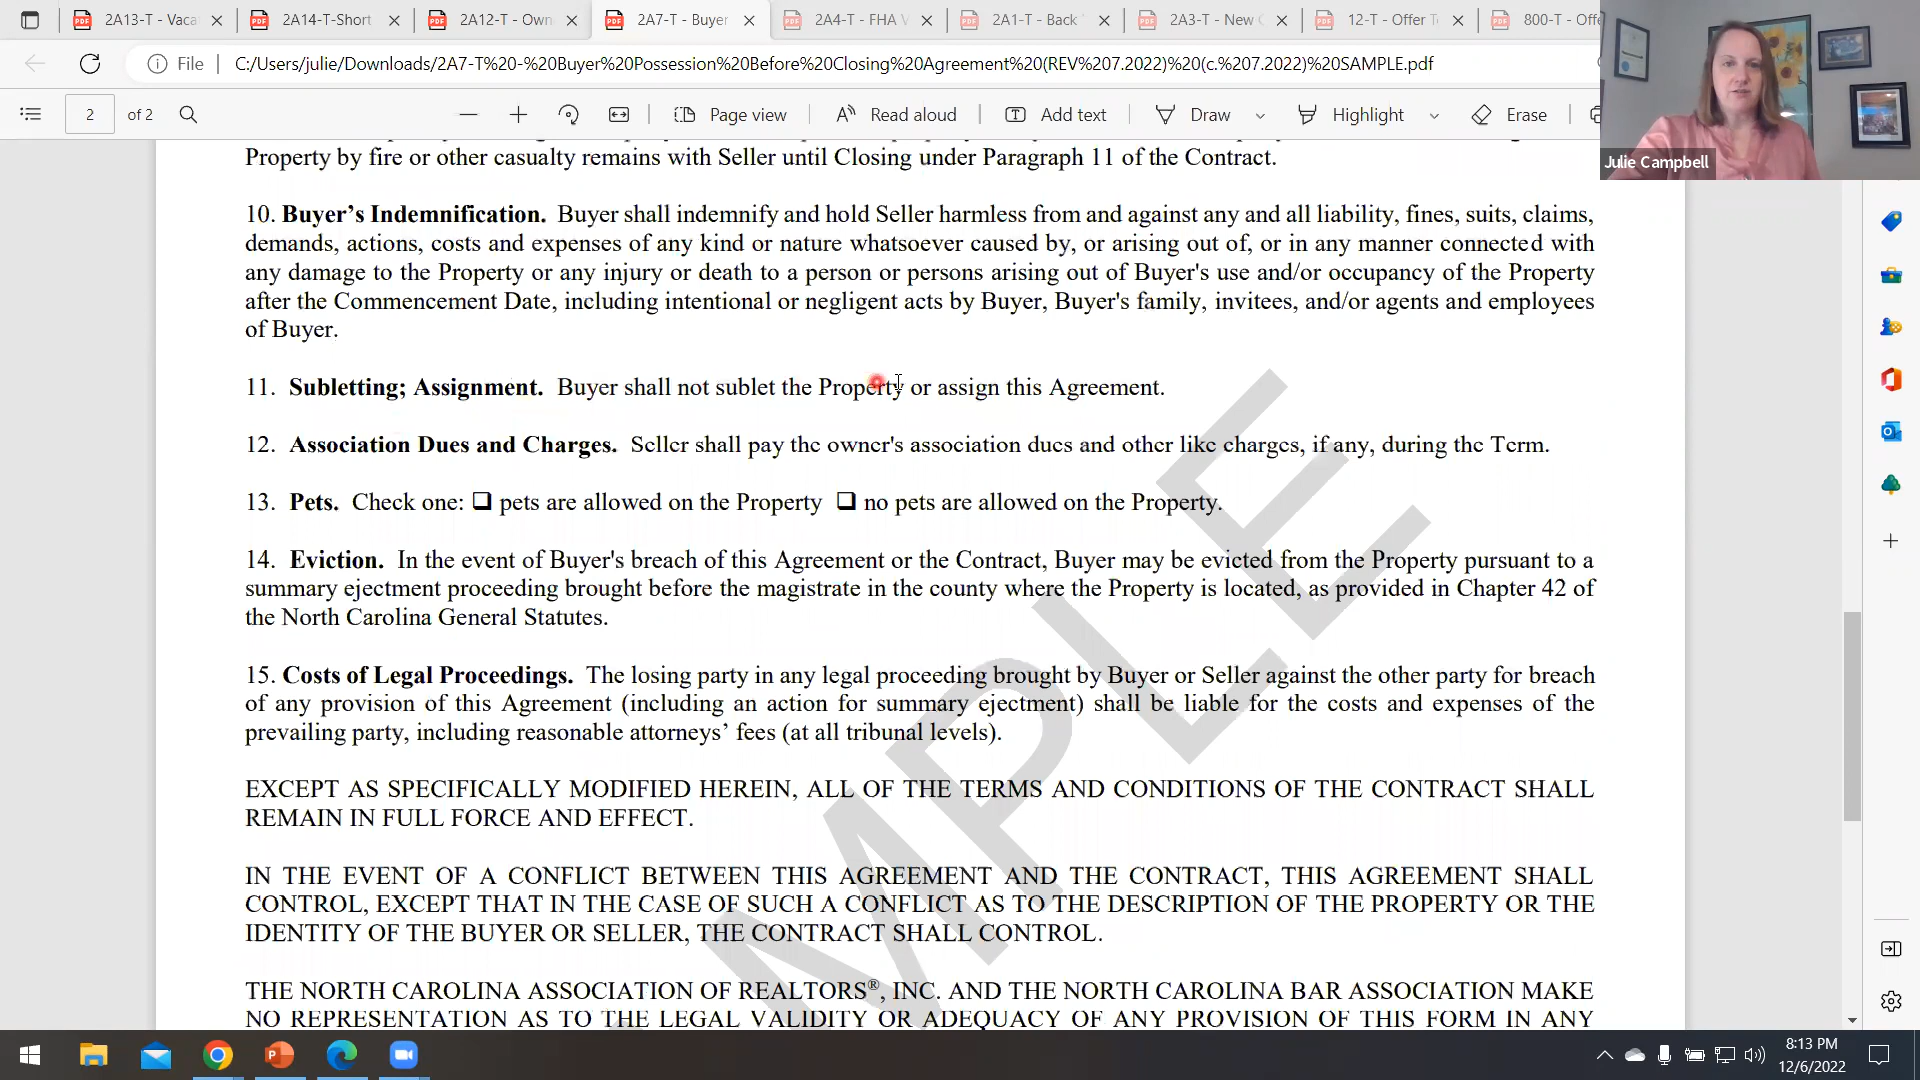 2A13-T - Vaca
2A14-T-Short
2A12-T - Own
2A7-T - Buyer
2A4-T - FHA V
2A1-T - Back
2A3-T - New C
12-T - Offer T
800-T - Offe
File
C:/Users/julie/Downloads/2A7-T%20-%20Buyer%20Possession%20Before%20Closing%20Agreement%20(REV%207.2022)%20(c.%207.2022)%20SAMPLE.pdf
2 of 2
Page view
Read aloud
Add text
Draw
Highlight
Erase
Julie Campbell
Property by fire or other casualty remains with Seller until Closing under Paragraph 11 of the Contract.
10. Buyer’s Indemnification. Buyer shall indemnify and hold Seller harmless from and against any and all liability, fines, suits, claims,
demands, actions, costs and expenses of any kind or nature whatsoever caused by, or arising out of, or in any manner connected with
any damage to the Property or any injury or death to a person or persons arising out of Buyer's use and/or occupancy of the Property
after the Commencement Date, including intentional or negligent acts by Buyer, Buyer's family, invitees, and/or agents and employees
of Buyer.
11. Subletting; Assignment. Buyer shall not sublet the Property or assign this Agreement.
12. Association Dues and Charges. Seller shall pay the owner's association dues and other like charges, if any, during the Term.
13. Pets. Check one: ❑ pets are allowed on the Property ❑ no pets are allowed on the Property.
14. Eviction. In the event of Buyer's breach of this Agreement or the Contract, Buyer may be evicted from the Property pursuant to a
summary ejectment proceeding brought before the magistrate in the county where the Property is located, as provided in Chapter 42 of
the North Carolina General Statutes.
15. Costs of Legal Proceedings. The losing party in any legal proceeding brought by Buyer or Seller against the other party for breach
of any provision of this Agreement (including an action for summary ejectment) shall be liable for the costs and expenses of the
prevailing party, including reasonable attorneys’ fees (at all tribunal levels).
EXCEPT AS SPECIFICALLY MODIFIED HEREIN, ALL OF THE TERMS AND CONDITIONS OF THE CONTRACT SHALL
REMAIN IN FULL FORCE AND EFFECT.
IN THE EVENT OF A CONFLICT BETWEEN THIS AGREEMENT AND THE CONTRACT, THIS AGREEMENT SHALL
CONTROL, EXCEPT THAT IN THE CASE OF SUCH A CONFLICT AS TO THE DESCRIPTION OF THE PROPERTY OR THE
IDENTITY OF THE BUYER OR SELLER, THE CONTRACT SHALL CONTROL.
THE NORTH CAROLINA ASSOCIATION OF REALTORS®, INC. AND THE NORTH CAROLINA BAR ASSOCIATION MAKE
NO REPRESENTATION AS TO THE LEGAL VALIDITY OR ADEQUACY OF ANY PROVISION OF THIS FORM IN ANY
MPLE
8:13 PM
12/6/2022